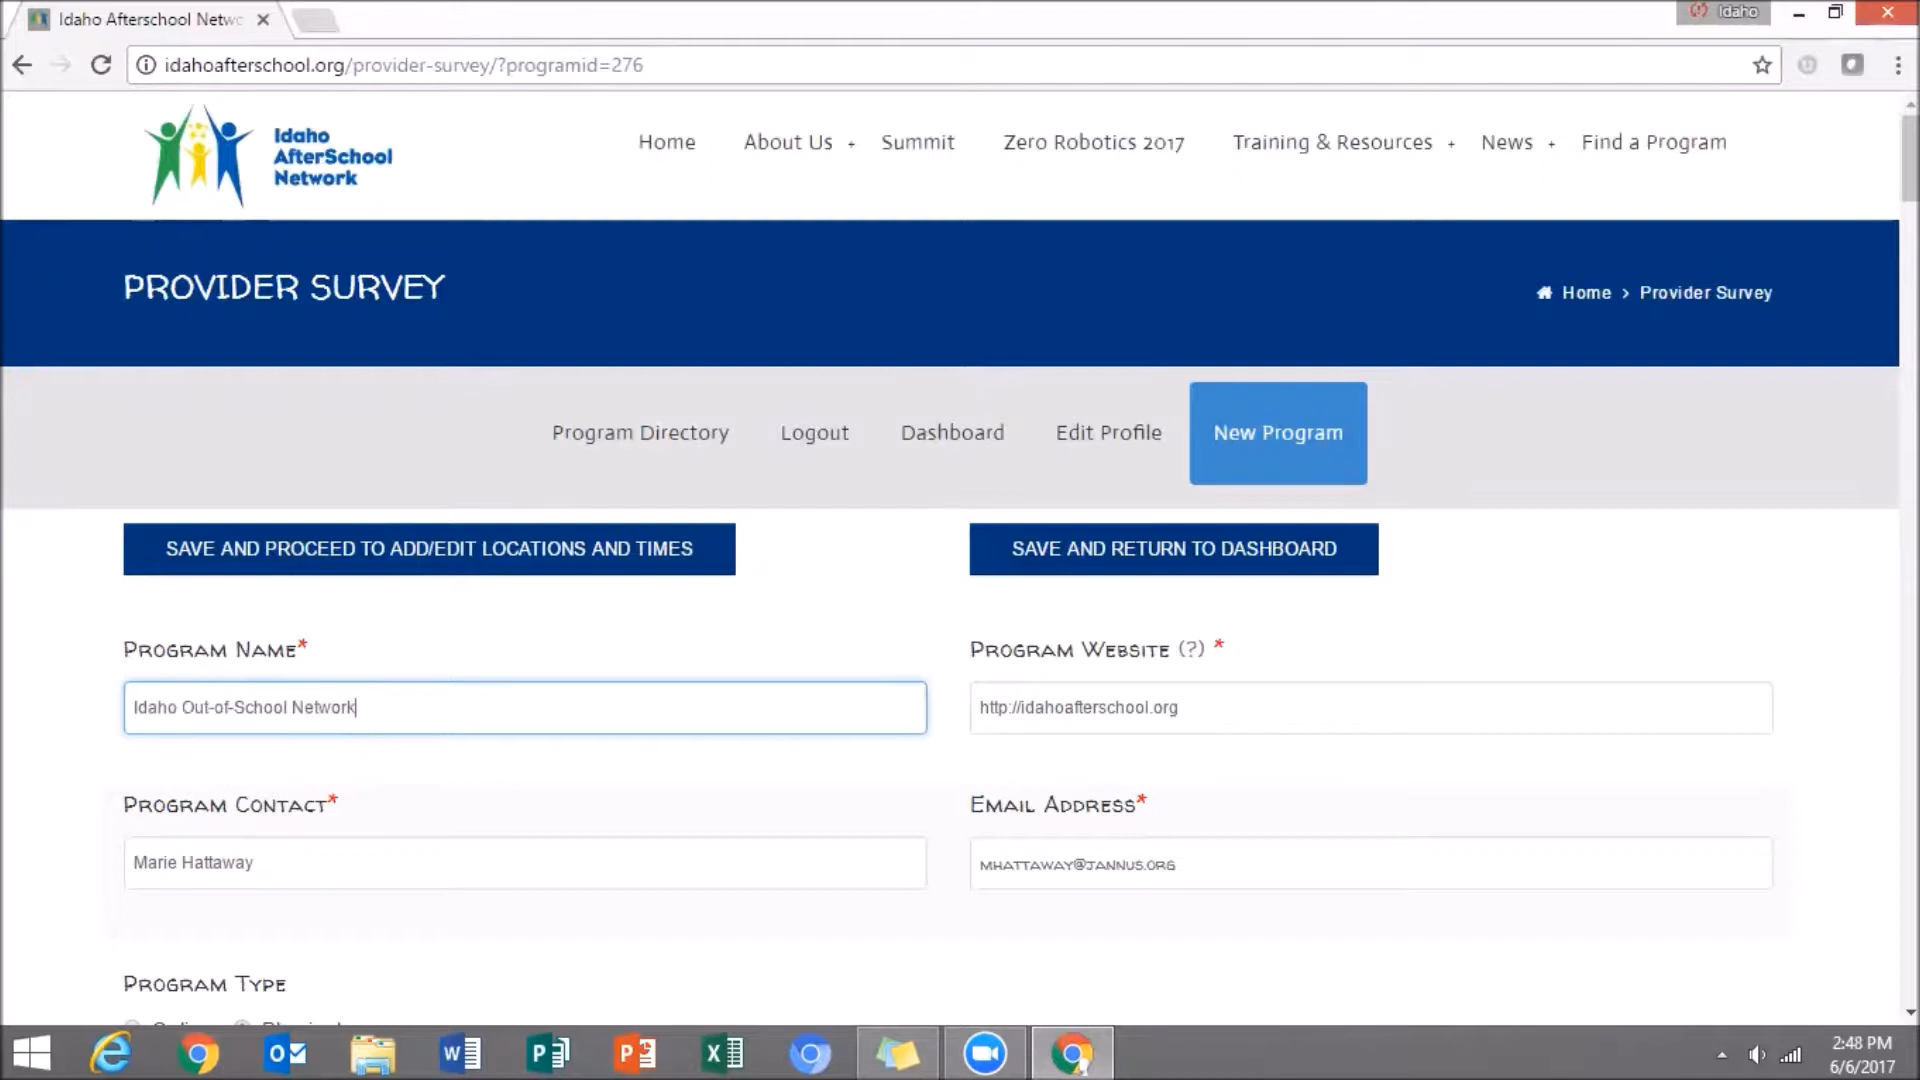 Idaho Afterschool Netwo
Idaho
idahoafterschool.org/provider-survey/?programid=276
Idaho
AfterSchool
Network
Home About Us + Summit Zero Robotics 2017 Training & Resources + News + Find a Program
PROVIDER SURVEY
Home > Provider Survey
Program Directory Logout Dashboard Edit Profile New Program
SAVE AND PROCEED TO ADD/EDIT LOCATIONS AND TIMES SAVE AND RETURN TO DASHBOARD
PROGRAM NAME* PROGRAM WEBSITE (?) *
Idaho Out-of-School Network http://idahoafterschool.org
PROGRAM CONTACT* EMAIL ADDRESS*
Marie Hattaway MHATTAWAY@JANNUS.ORG
PROGRAM TYPE
2:48 PM
6/6/2017